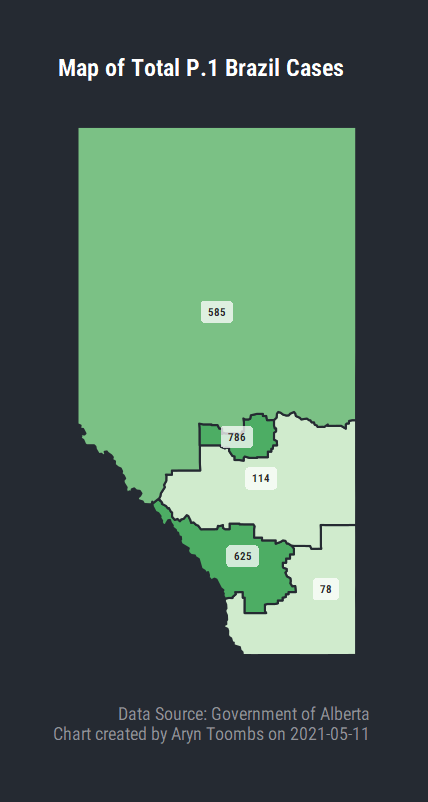 Map of Total P.1 Brazil Cases
585
786
114
625
78
Data Source: Government of Alberta
Chart created by Aryn Toombs on 2021-05-11